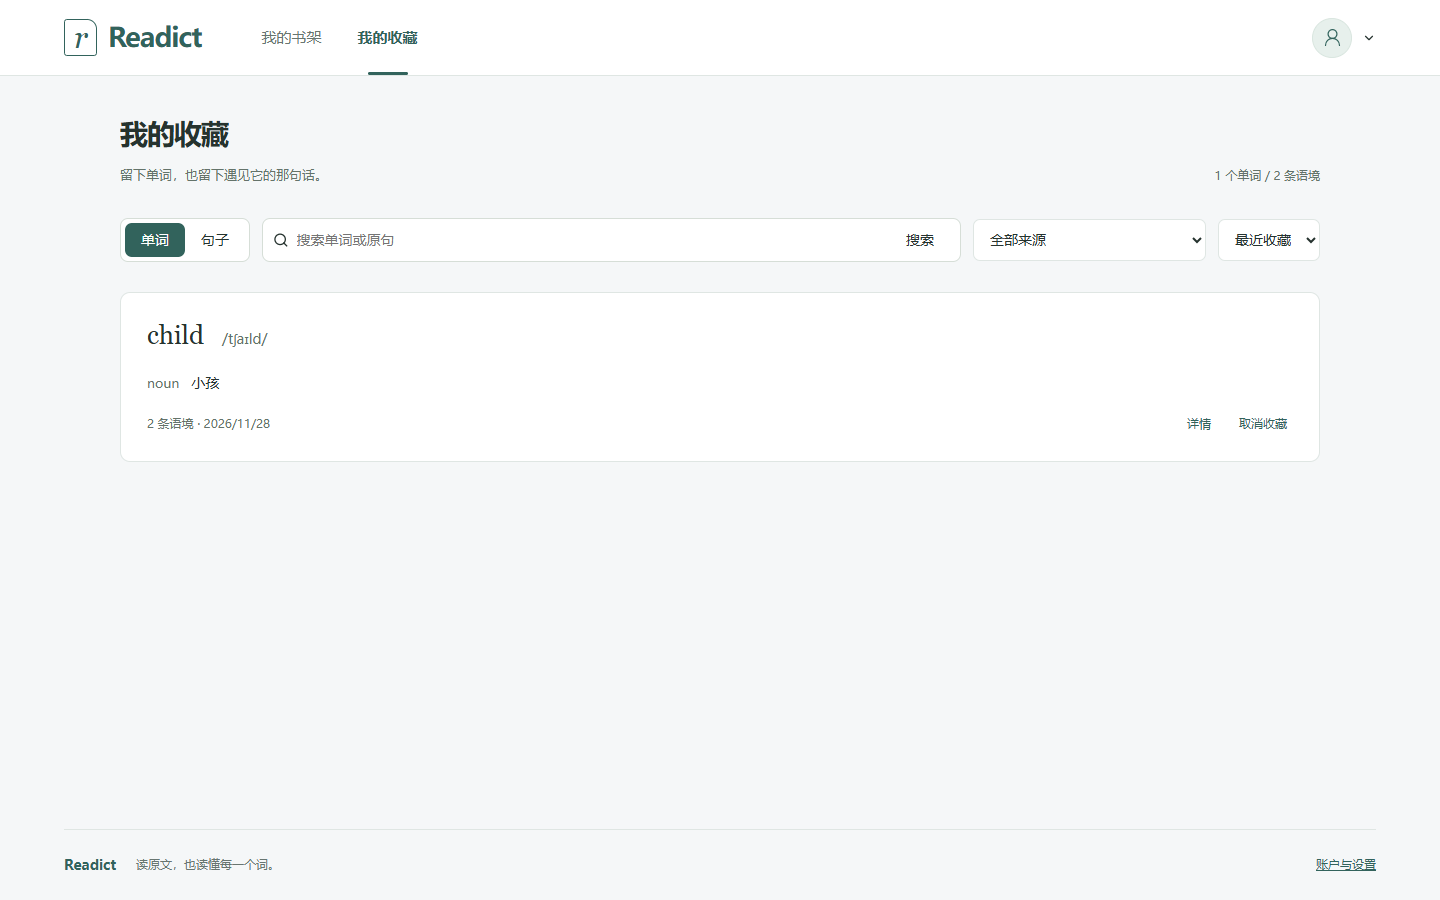 r Readict 我的书架 我的收藏
我的收藏
留下单词，也留下遇见它的那句话。 1 个单词 / 2 条语境
单词 句子 搜索单词或原句 搜索 全部来源 最近收藏
child /tʃaɪld/
noun 小孩
2 条语境 · 2026/11/28 详情 取消收藏
Readict 读原文，也读懂每一个词。 账户与设置